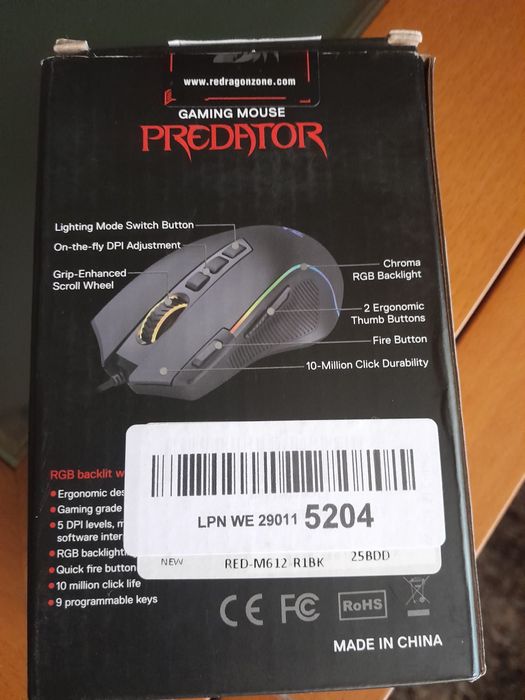 www.redragonzone.com
GAMING MOUSE
PREDATOR
Lighting Mode Switch Button
On-the-fly DPI Adjustment
Grip-Enhanced
Scroll Wheel
Chroma
RGB Backlight
2 Ergonomic
Thumb Buttons
Fire Button
10-Million Click Durability
RGB backlit
Ergonomic
Gaming grade
5 DPI levels,
software
RGB
Quick fire button
10 million click life
9 programmable keys
LPN WE 29011 5204
NEW RED-M612 R1BK 25BDD
CE FC RoHS
MADE IN CHINA